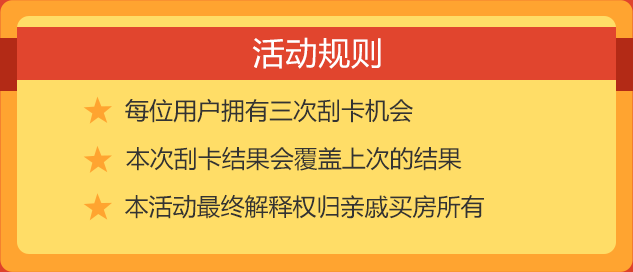 活动规则
每位用户拥有三次刮卡机会
本次刮卡结果会覆盖上次的结果
本活动最终解释权归亲戚买房所有